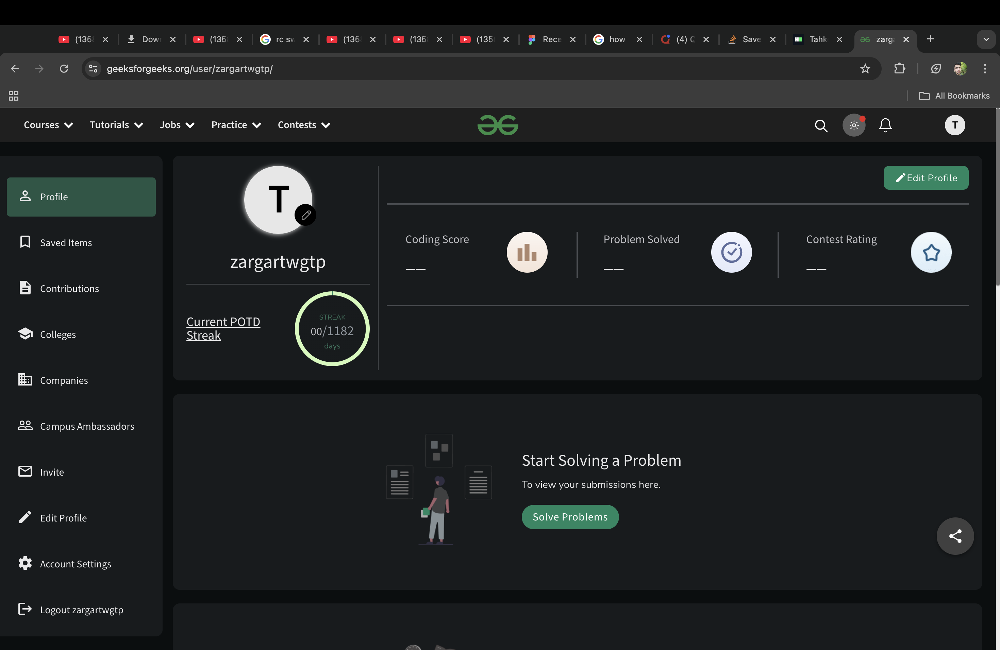 (135
Dow
(135
rc sw
(135
(135
(135
Rece
how
(4) Q
Save
Tahk
zarg
geeksforgeeks.org/user/zargartwgtp/
All Bookmarks
Courses
Tutorials
Jobs
Practice
Contests
T
Profile
Saved Items
Contributions
Colleges
Companies
Campus Ambassadors
Invite
Edit Profile
Account Settings
Logout zargartwgtp
T
zargartwgtp
Current POTD
Streak
STREAK
00/1182
days
Edit Profile
Coding Score
__
Problem Solved
__
Contest Rating
__
Start Solving a Problem
To view your submissions here.
Solve Problems